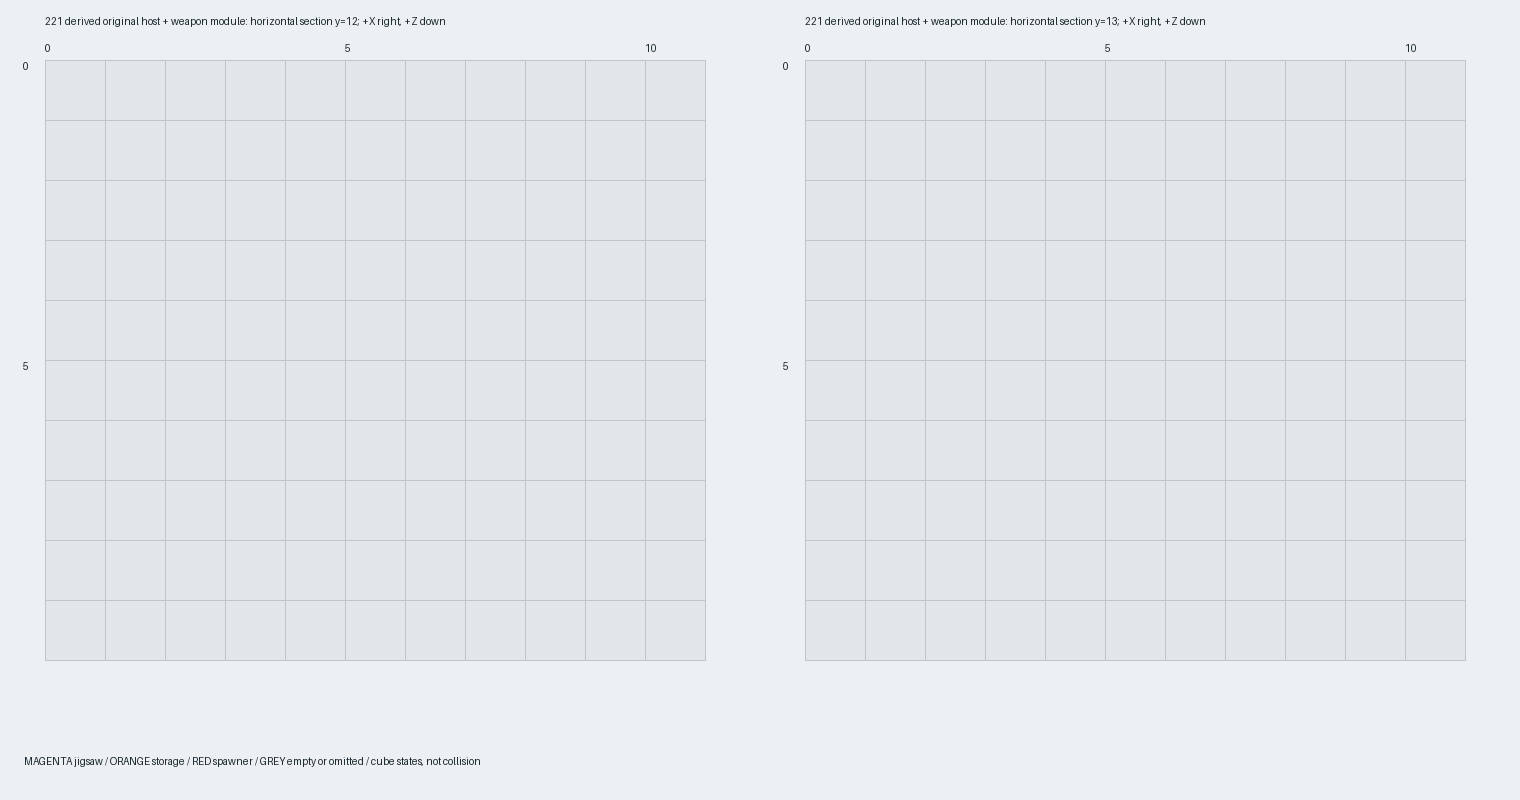 221 derived original host + weapon module: horizontal section y=12; +X right, +Z down
0 5 10
0
5
221 derived original host + weapon module: horizontal section y=13; +X right, +Z down
0 5 10
0
5
MAGENTA jigsaw / ORANGE storage / RED spawner / GREY empty or omitted / cube states, not collision